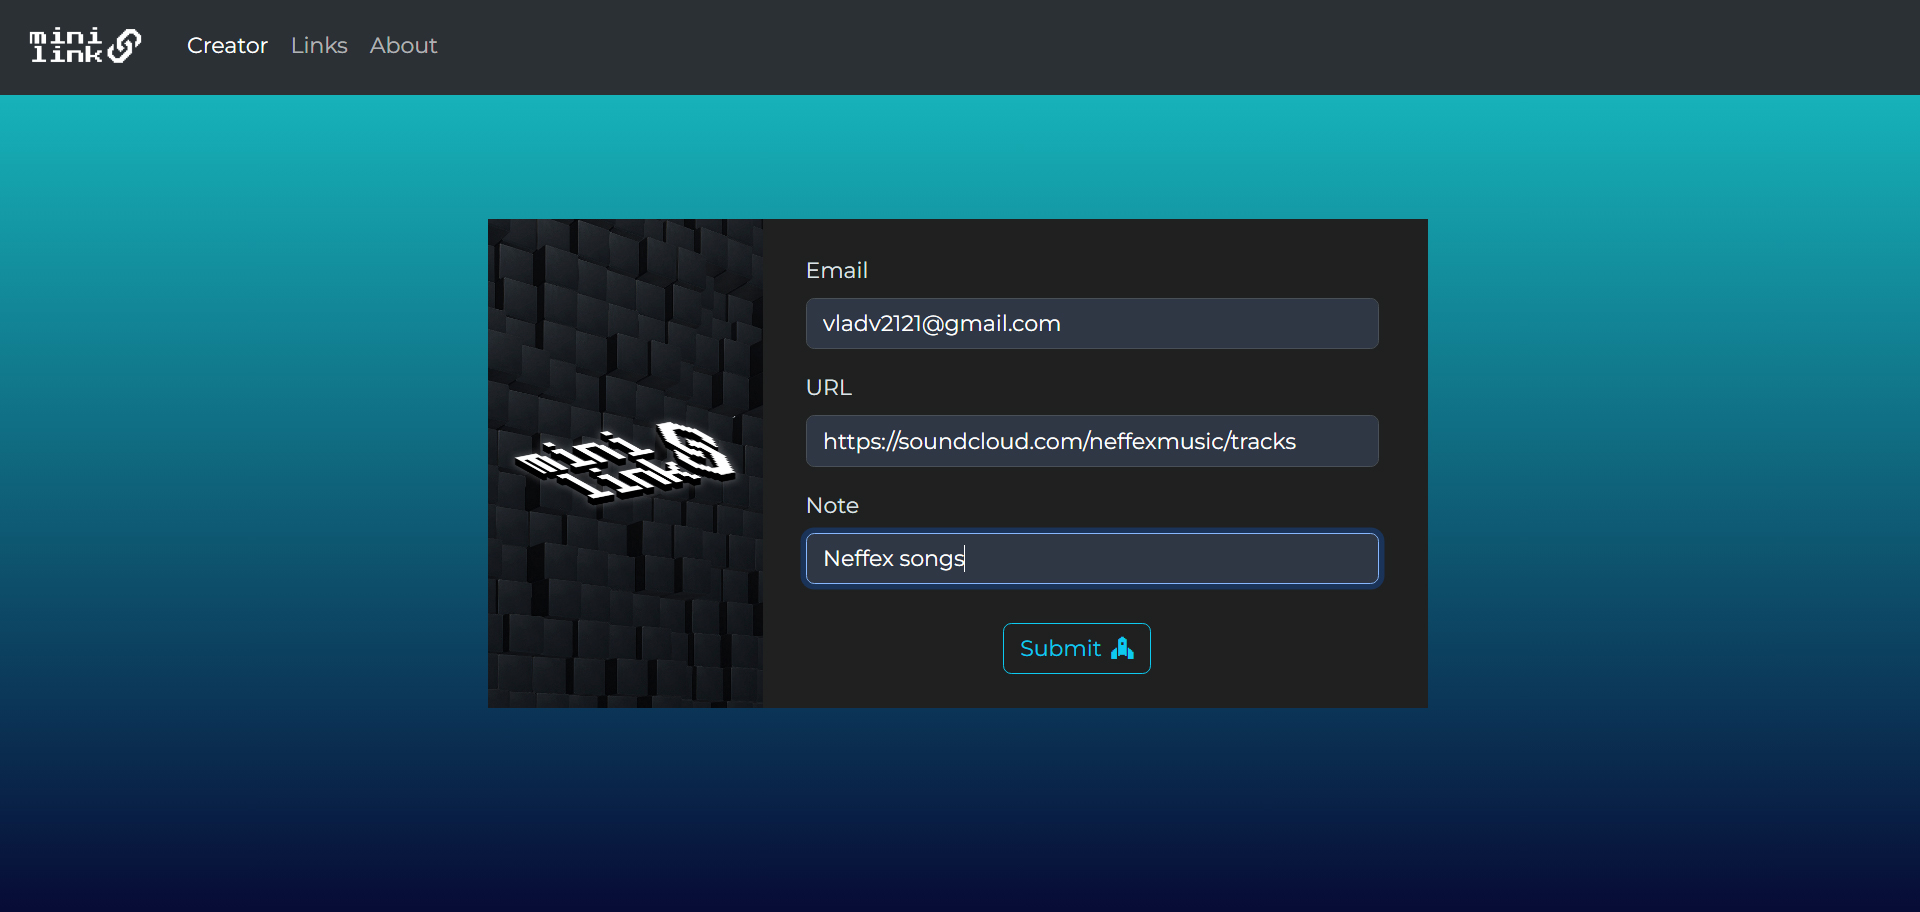 mini
link
Creator Links About
mini
link
Email
vladv2121@gmail.com
URL
https://soundcloud.com/neffexmusic/tracks
Note
Neffex songs
Submit